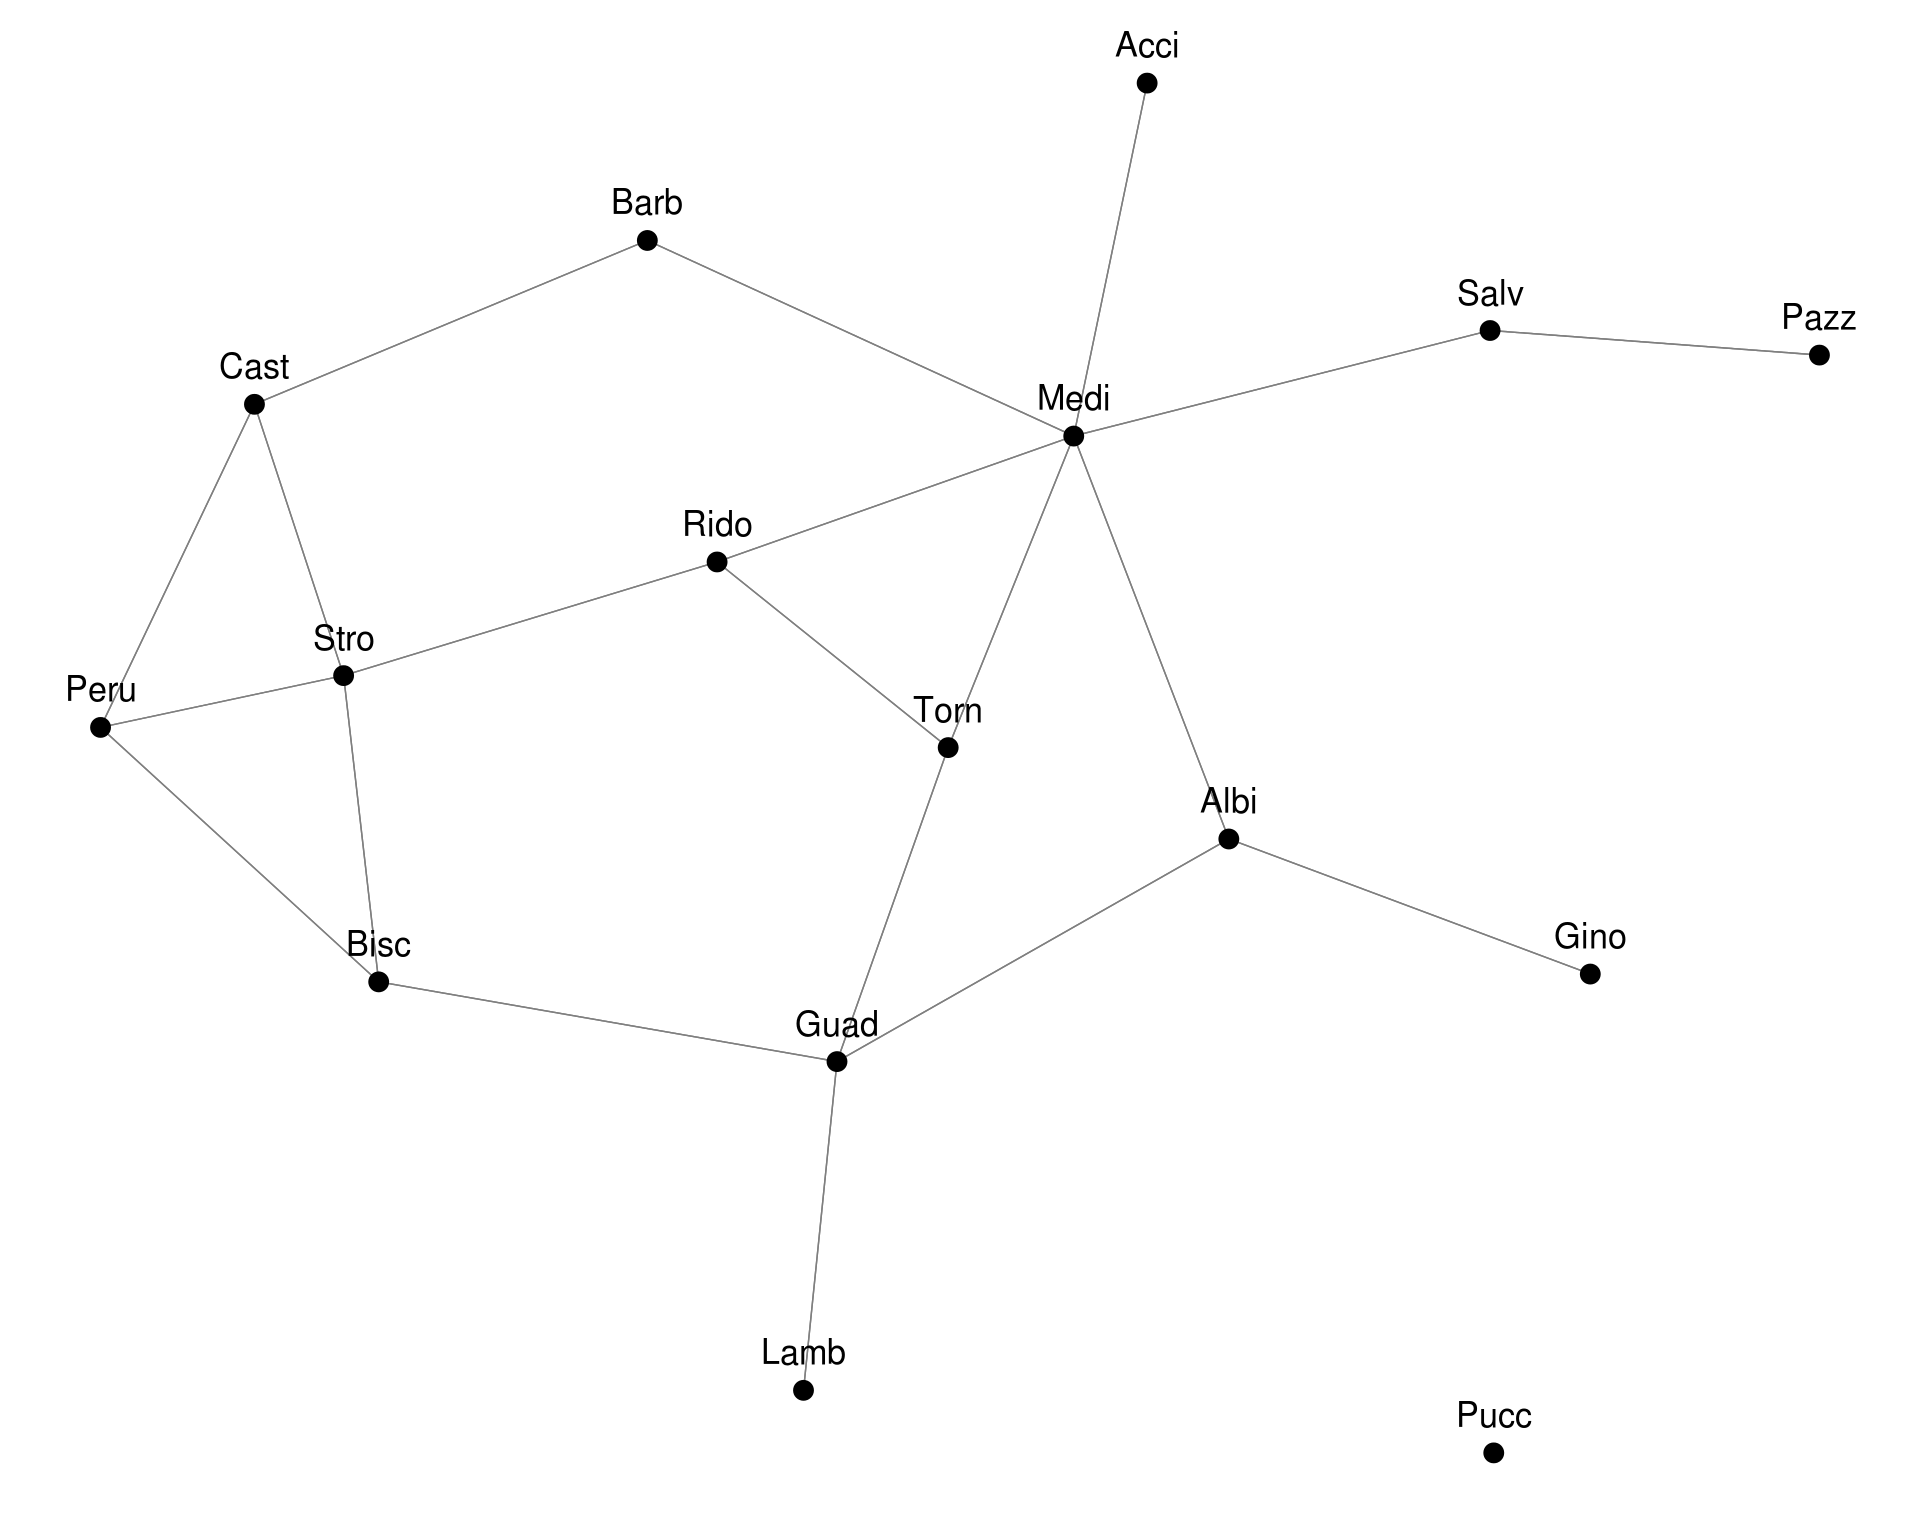 Acci
Barb
Salv
Pazz
Cast
Medi
Rido
Stro
Peru
Torn
Albi
Gino
Bisc
Guad
Lamb
Pucc